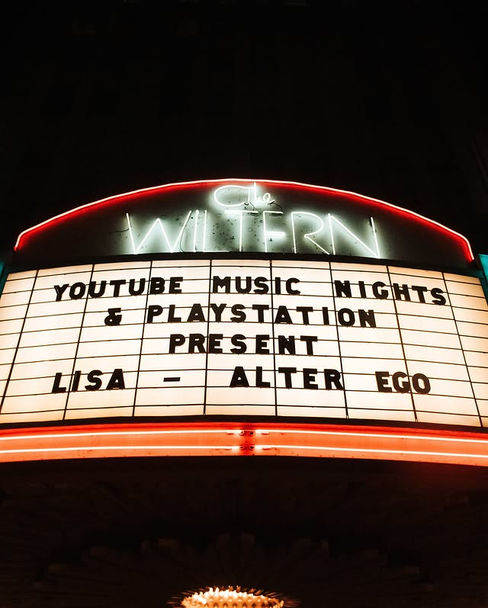 The
WILTERN
YOUTUBE MUSIC NIGHTS
& PLAYSTATION
PRESENT
LISA - ALTER EGO